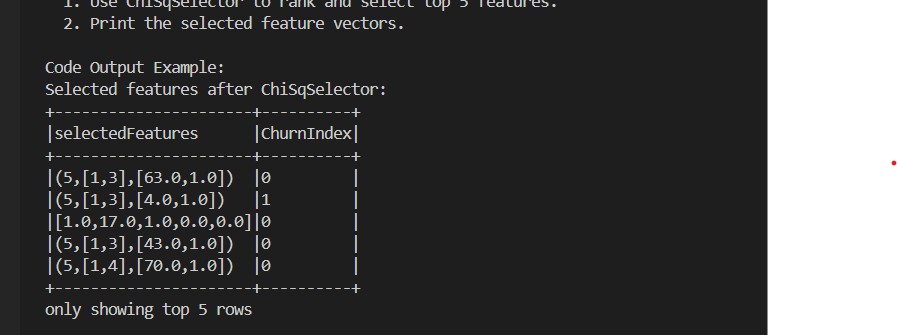 1. Use ChiSqSelector to rank and select top 5 features.
2. Print the selected feature vectors.
Code Output Example:
Selected features after ChiSqSelector:
+----------------------+----------+
|selectedFeatures      |ChurnIndex|
+----------------------+----------+
|(5,[1,3],[63.0,1.0])  |0         |
|(5,[1,3],[4.0,1.0])   |1         |
|[1.0,17.0,1.0,0.0,0.0]|0         |
|(5,[1,3],[43.0,1.0])  |0         |
|(5,[1,4],[70.0,1.0])  |0         |
+----------------------+----------+
only showing top 5 rows